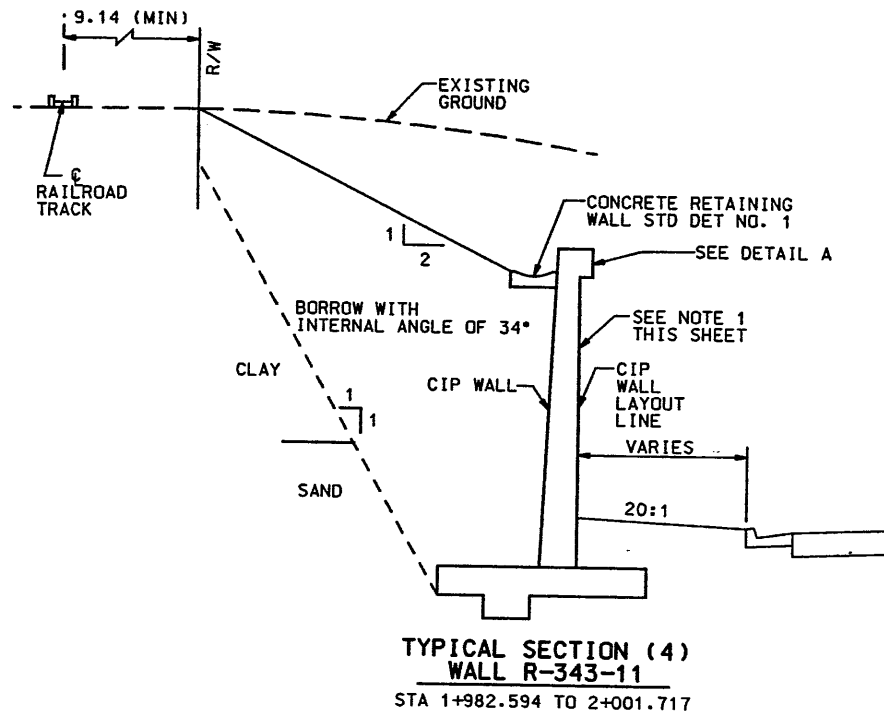 9.14 (MIN)
R/W
EXISTING
GROUND
℄
RAILROAD
TRACK
CONCRETE RETAINING
WALL STD DET NO. 1
1
2
SEE DETAIL A
BORROW WITH
INTERNAL ANGLE OF 34°
SEE NOTE 1
THIS SHEET
CLAY
CIP WALL
CIP
WALL
LAYOUT
LINE
1
1
VARIES
SAND
20:1
TYPICAL SECTION (4)
WALL R-343-11
STA 1+982.594 TO 2+001.717